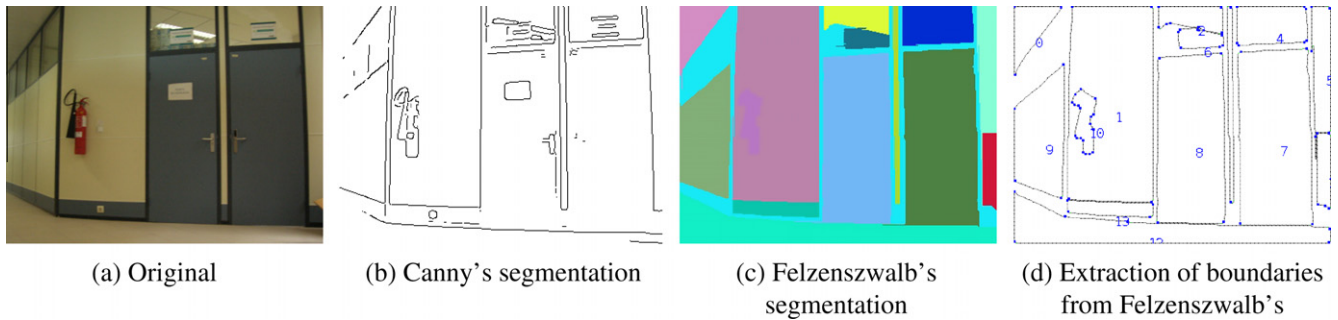 0
2
4
6
5
1
10
9
8
7
13
12
(a) Original
(b) Canny's segmentation
(c) Felzenszwalb's
segmentation
(d) Extraction of boundaries
from Felzenszwalb's